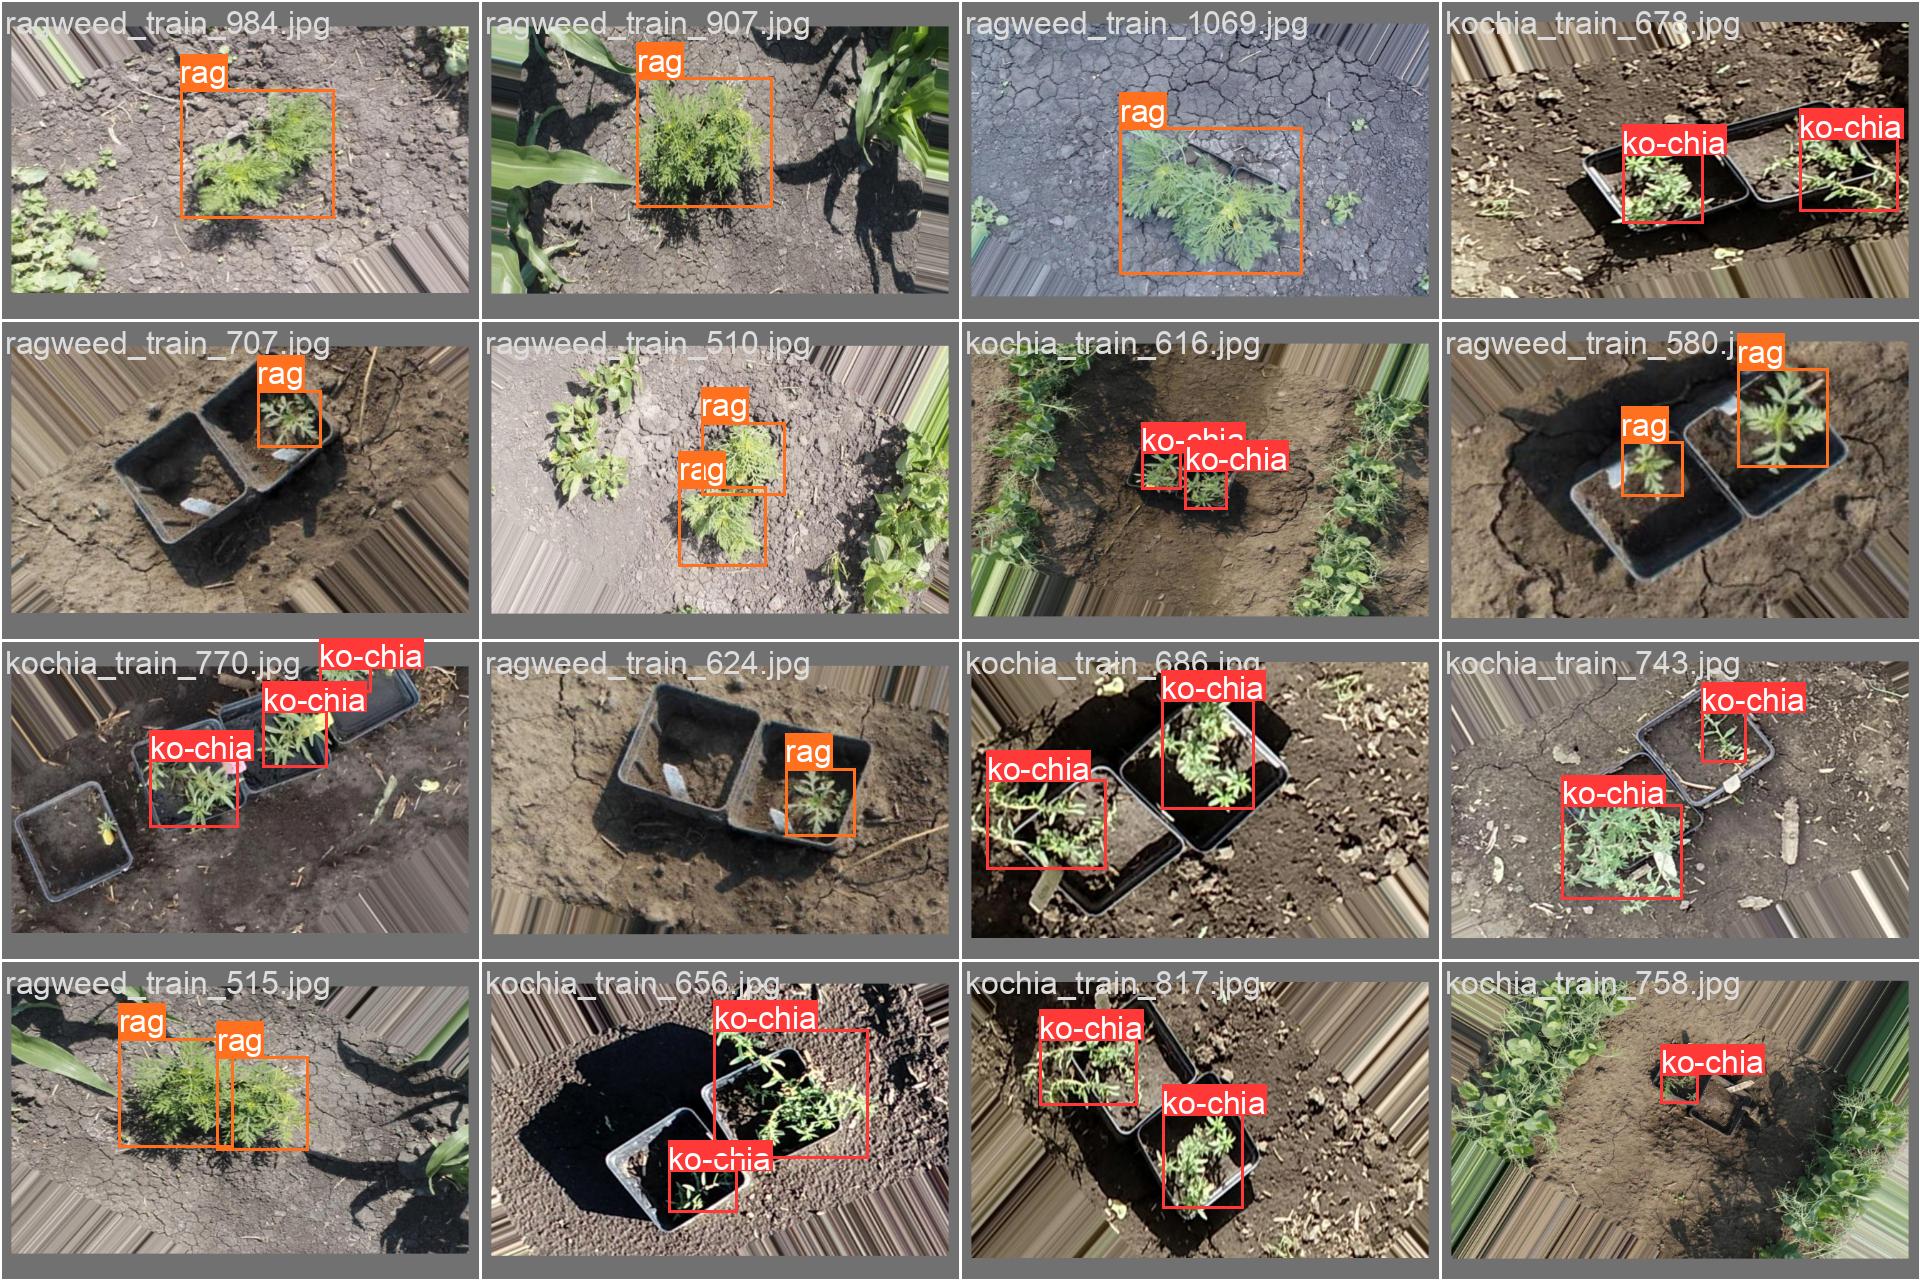 ragweed_train_984.jpg
rag
ragweed_train_907.jpg
rag
ragweed_train_1069.jpg
rag
kochia_train_678.jpg
ko-chia
ko-chia
ragweed_train_707.jpg
rag
ragweed_train_510.jpg
rag
rag
kochia_train_616.jpg
ko-chia
ko-chia
ragweed_train_580.j
rag
rag
kochia_train_770.jpg
ko-chia
ko-chia
ko-chia
ragweed_train_624.jpg
rag
kochia_train_686.jpg
ko-chia
ko-chia
kochia_train_743.jpg
ko-chia
ko-chia
ragweed_train_515.jpg
rag
rag
kochia_train_656.jpg
ko-chia
ko-chia
kochia_train_817.jpg
ko-chia
ko-chia
kochia_train_758.jpg
ko-chia